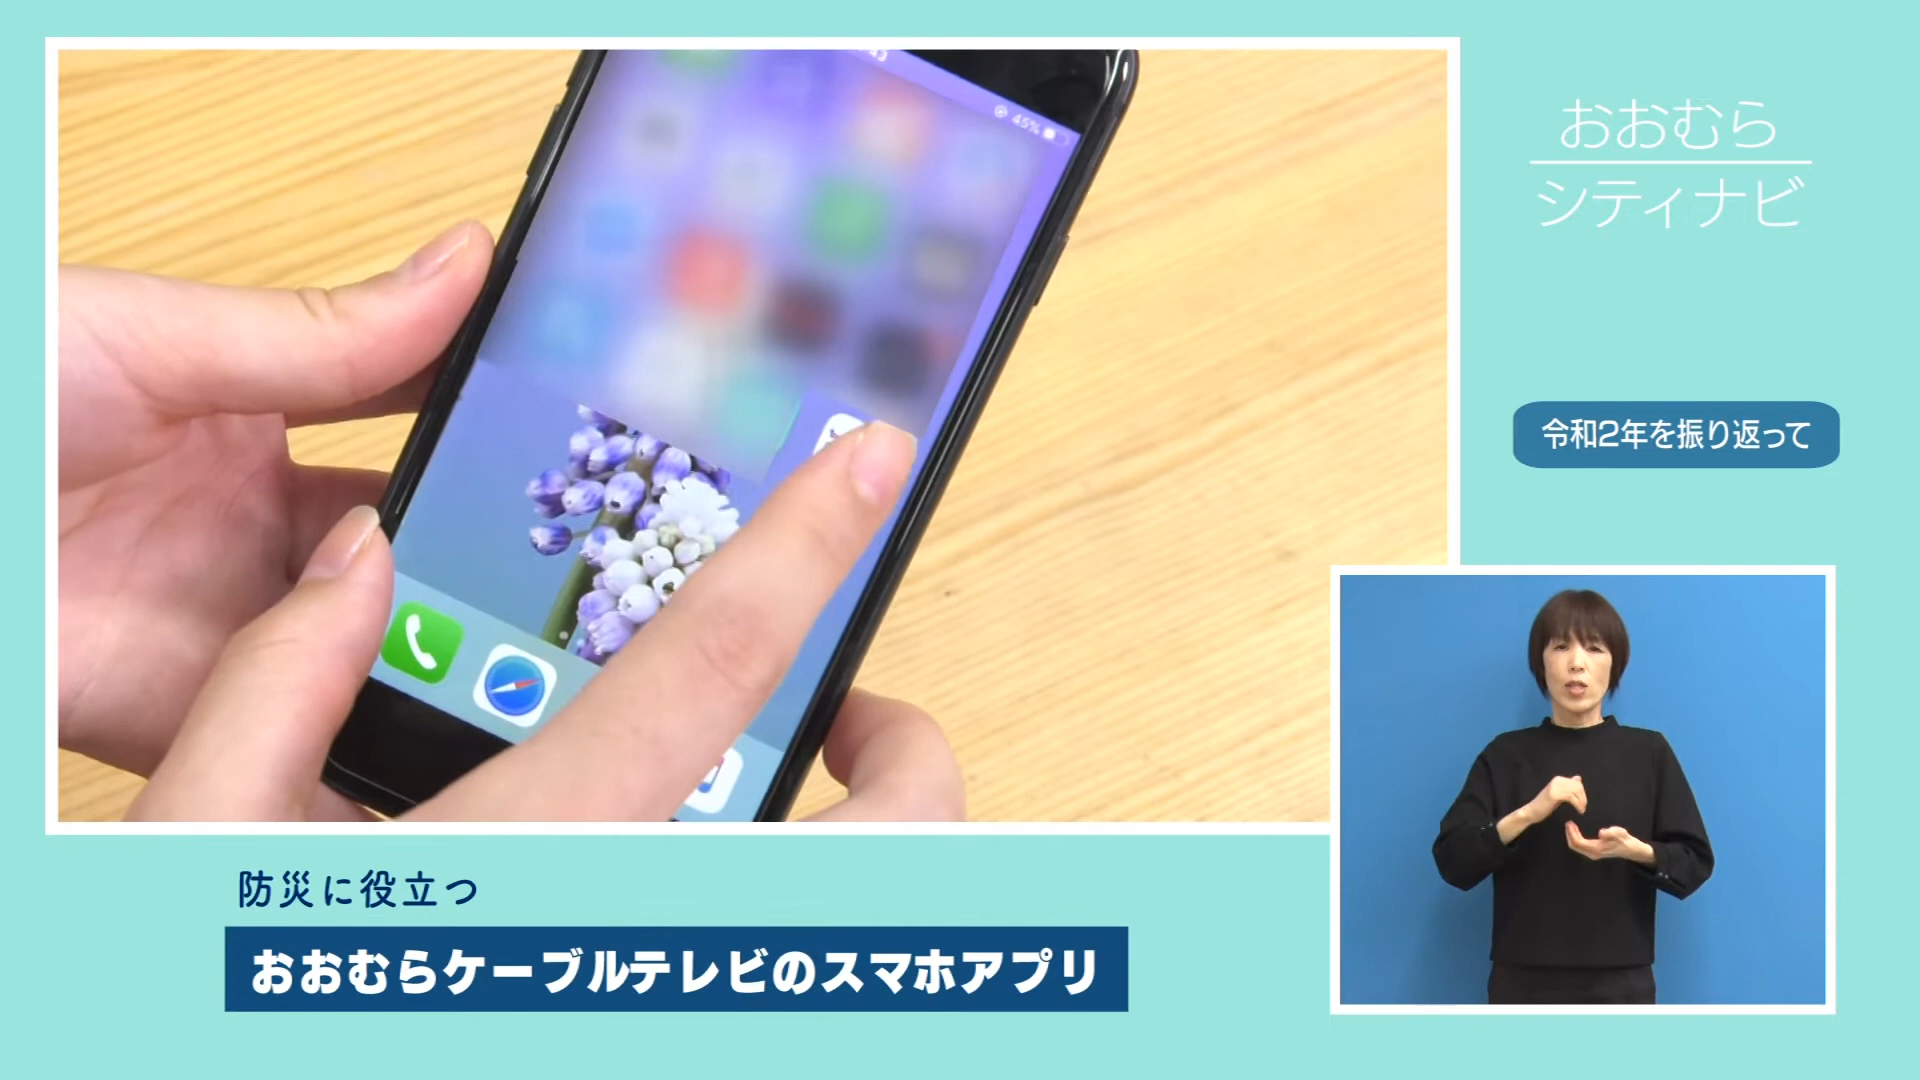 おおむら
シティナビ
45%
令和2年を振り返って
防災に役立つ
おおむらケーブルテレビのスマホアプリ